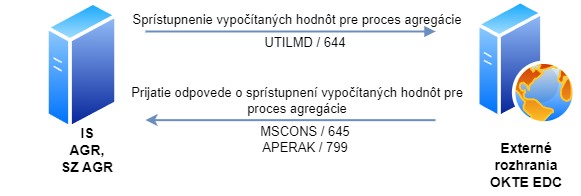 Sprístupnenie vypočítaných hodnôt pre proces agregácie
UTILMD / 644
Prijatie odpovede o sprístupnení vypočítaných hodnôt pre
proces agregácie
MSCONS / 645
APERAK / 799
IS
AGR,
SZ AGR
Externé
rozhrania
OKTE EDC